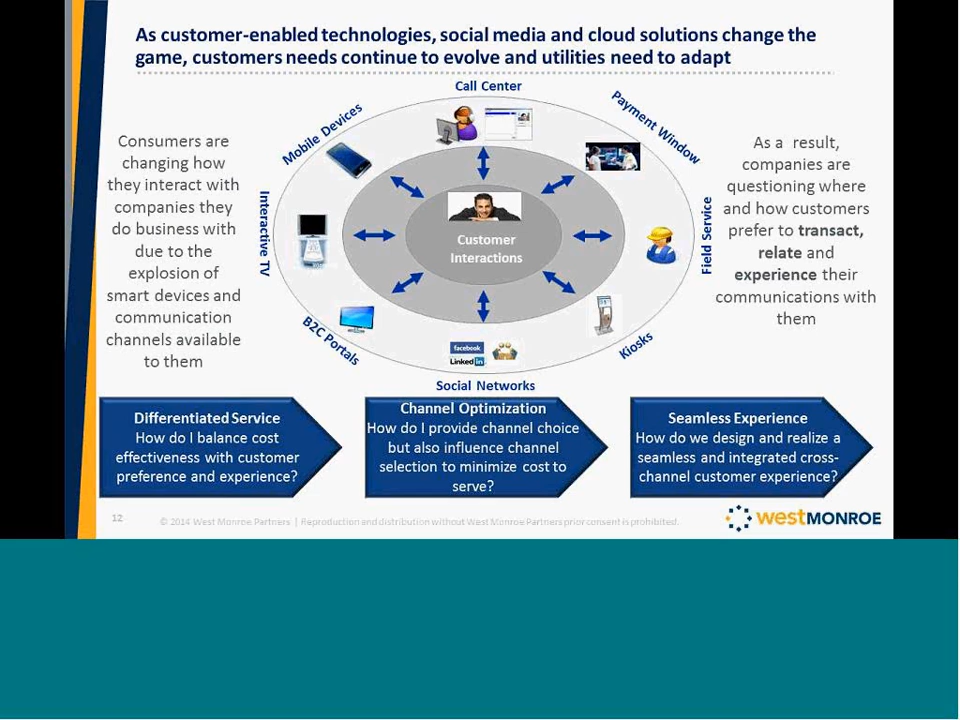 As customer-enabled technologies, social media and cloud solutions change the
game, customers needs continue to evolve and utilities need to adapt
Consumers are
changing how
they interact with
companies they
do business with
due to the
explosion of
smart devices and
communication
channels available
to them
Call Center
Mobile Devices
Payment Window
Interactive TV
Field Service
Customer
Interactions
B2C Portals
Kiosks
facebook
Linked in
Social Networks
As a result,
companies are
questioning where
and how customers
prefer to transact,
relate and
experience their
communications with
them
Differentiated Service
How do I balance cost
effectiveness with customer
preference and experience?
Channel Optimization
How do I provide channel choice
but also influence channel
selection to minimize cost to
serve?
Seamless Experience
How do we design and realize a
seamless and integrated cross-
channel customer experience?
12
© 2014 West Monroe Partners | Reproduction and distribution without West Monroe Partners prior consent is prohibited.
westMONROE